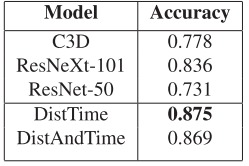 Model Accuracy
C3D 0.778
ResNeXt-101 0.836
ResNet-50 0.731
DistTime 0.875
DistAndTime 0.869